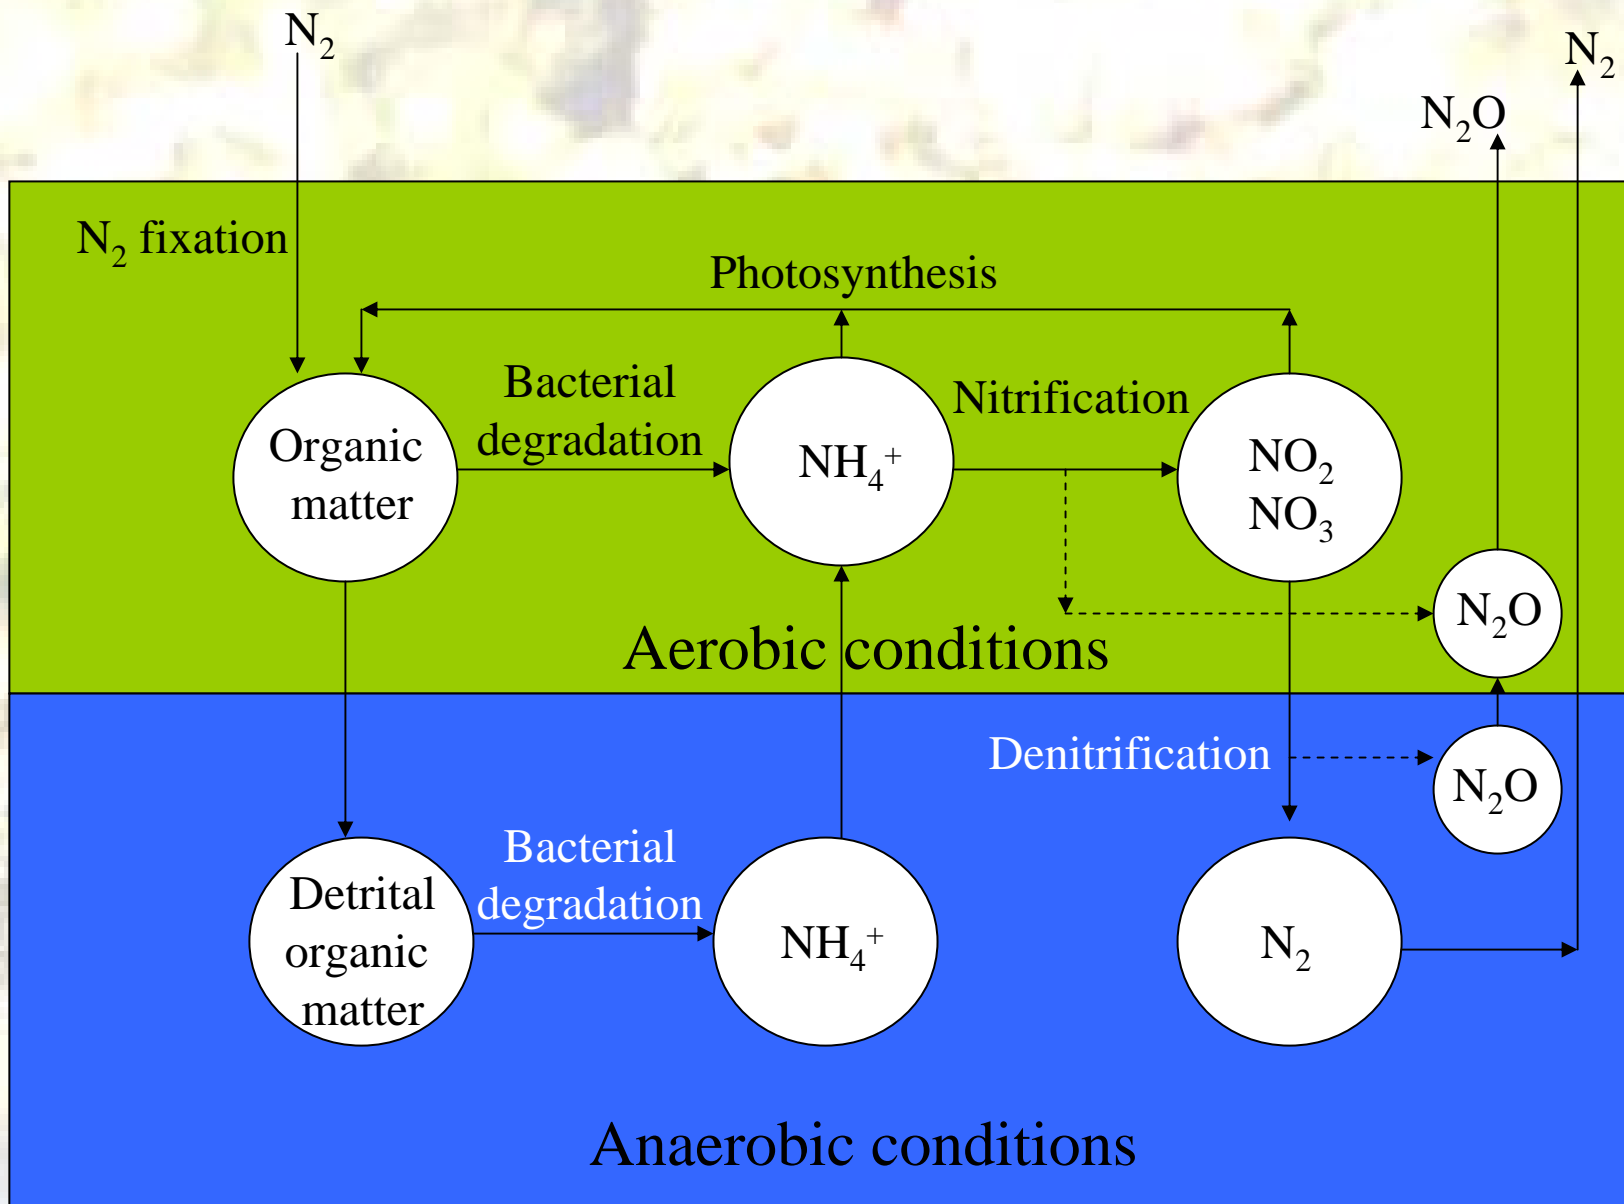 N₂
N₂
N₂O
N₂ fixation
Photosynthesis
Bacterial
degradation
Nitrification
Organic
matter
NH₄⁺
NO₂
NO₃
N₂O
Aerobic conditions
Denitrification
N₂O
Bacterial
degradation
Detrital
organic
matter
NH₄⁺
N₂
Anaerobic conditions